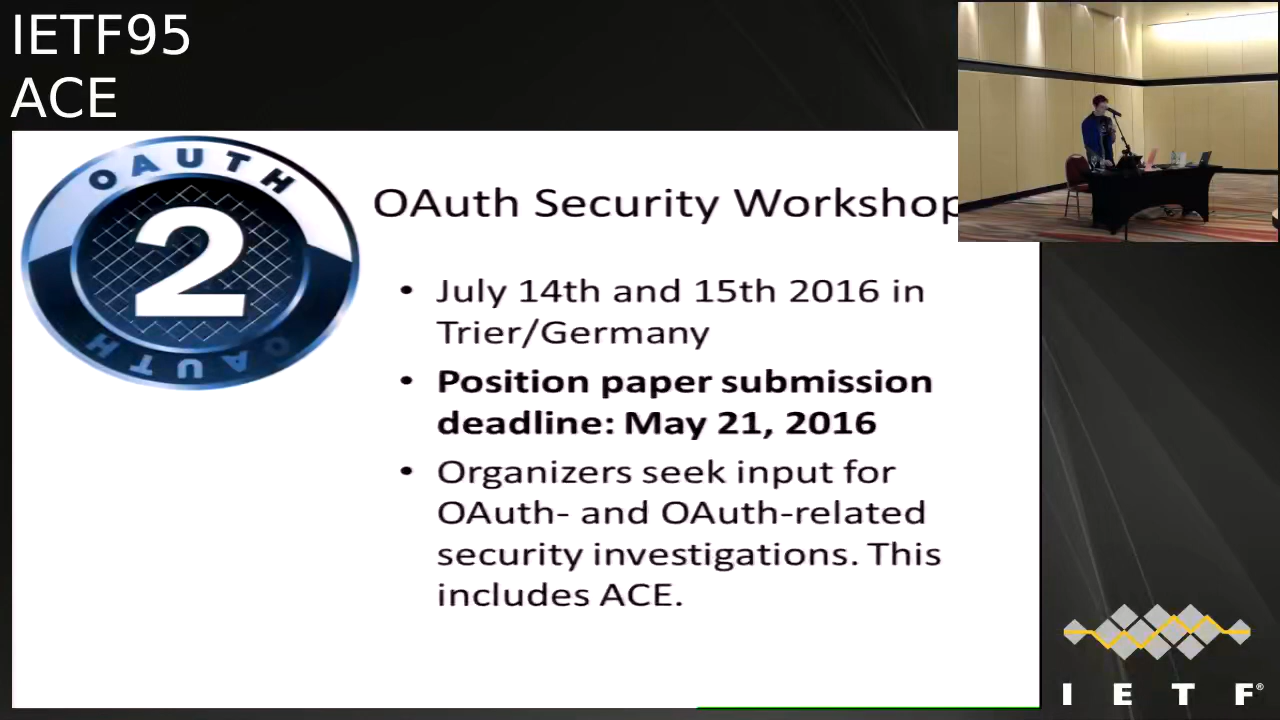 IETF95
ACE
OAUTH
2
OAUTH
OAuth Security Workshop
• July 14th and 15th 2016 in
Trier/Germany
• Position paper submission
deadline: May 21, 2016
• Organizers seek input for
OAuth- and OAuth-related
security investigations. This
includes ACE.
I E T F®